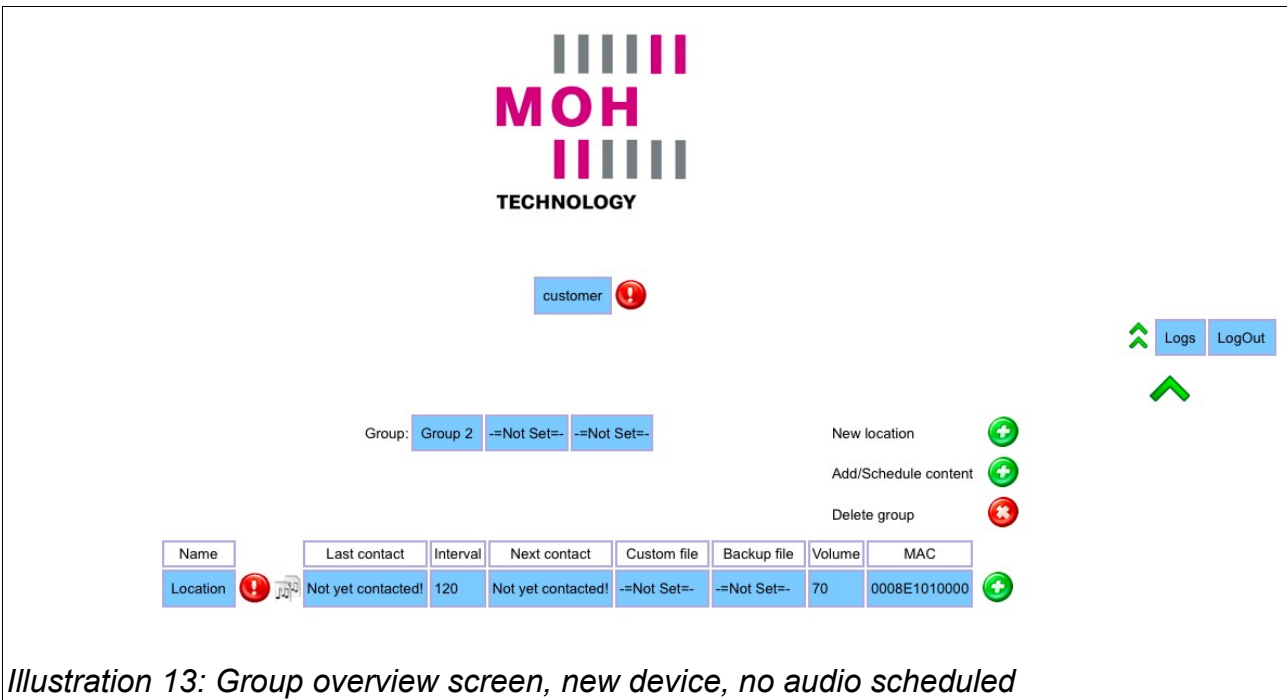 MOH
TECHNOLOGY
customer
Logs LogOut
Group: Group 2 -=Not Set=- -=Not Set=- New location
Add/Schedule content
Delete group
Name Last contact Interval Next contact Custom file Backup file Volume MAC
Location Not yet contacted! 120 Not yet contacted! -=Not Set=- -=Not Set=- 70 0008E1010000
Illustration 13: Group overview screen, new device, no audio scheduled